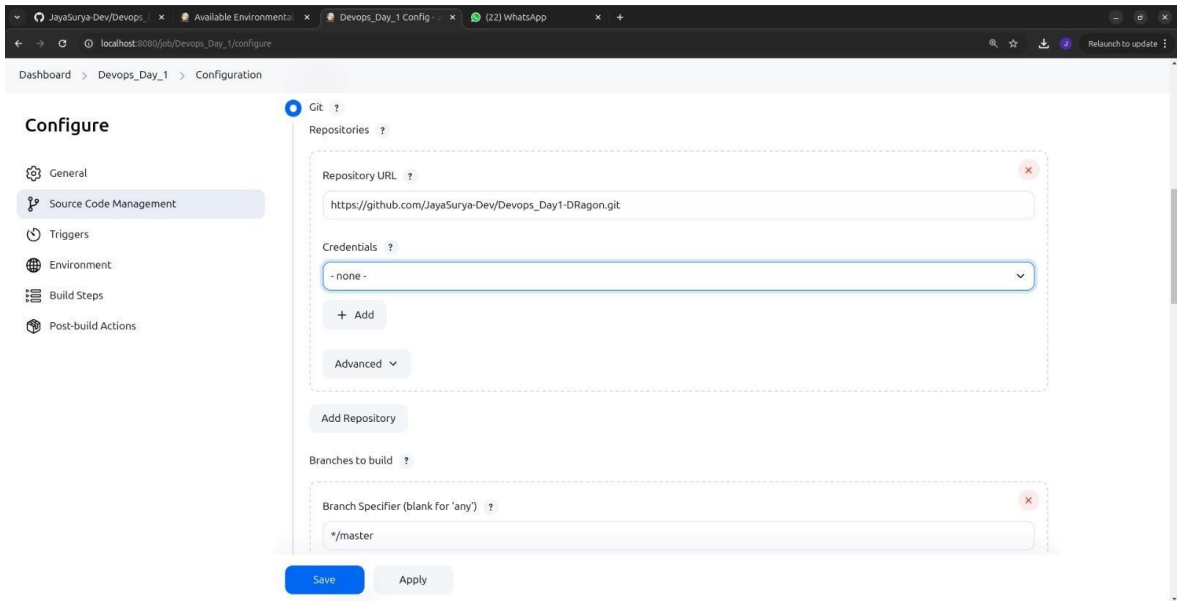 JayaSurya-Dev/Devops_
Available Environmental
Devops_Day_1 Config -
(22) WhatsApp
localhost:8080/job/Devops_Day_1/configure
Relaunch to update
Dashboard > Devops_Day_1 > Configuration
Configure
General
Source Code Management
Triggers
Environment
Build Steps
Post-build Actions
Git ?
Repositories ?
Repository URL ?
https://github.com/JayaSurya-Dev/Devops_Day1-DRagon.git
Credentials ?
- none -
+ Add
Advanced
Add Repository
Branches to build ?
Branch Specifier (blank for 'any') ?
*/master
Save
Apply